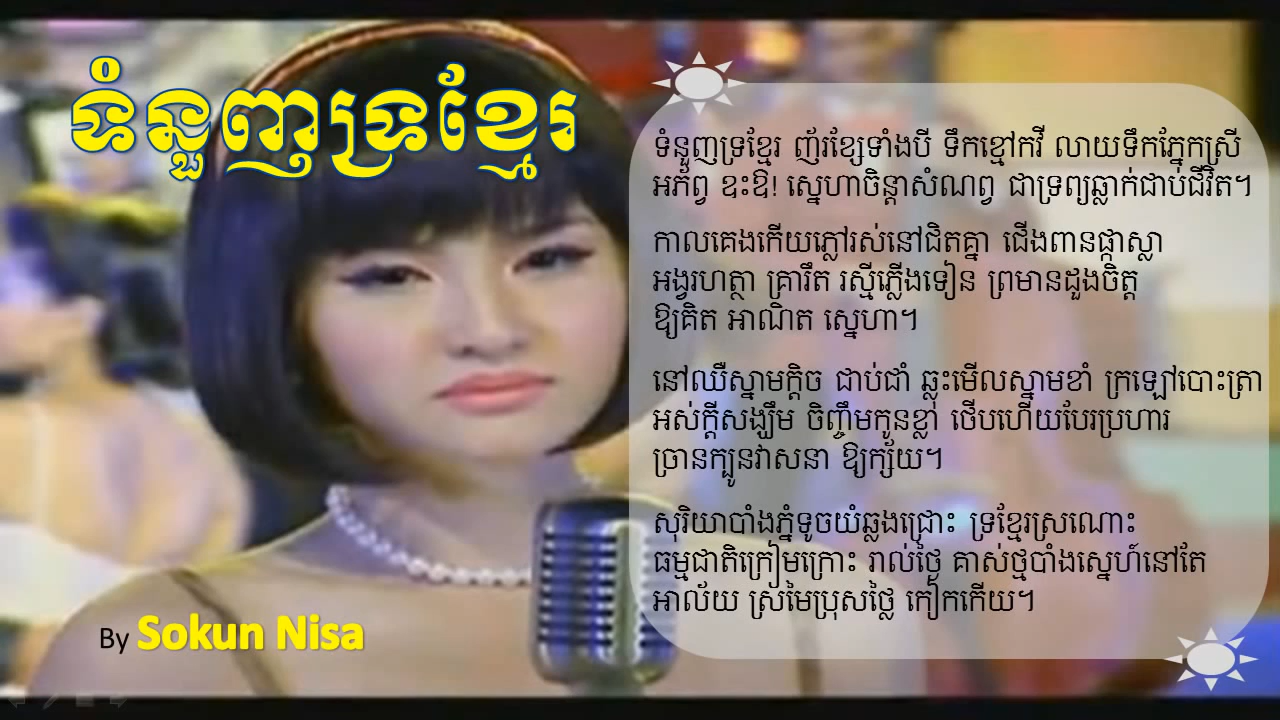 ទំនួញទ្រខ្មែរ
ទំនួញទ្រខ្មែរ ញ័រខ្សែទាំងបី ទឹកខ្មៅកវី លាយទឹកភ្នែកស្រី
អភ័ព្វ ឧះឱ! ស្នេហាចិន្តាសំណព្វ ជាទ្រព្យឆ្លាក់ជាប់ជីវិត។
កាលគេងកើយភ្លៅរស់នៅជិតគ្នា ជើងពានផ្កាស្លា
អង្វរហត្ថា គ្រារឹត រស្មីភ្លើងទៀន ព្រមានដួងចិត្ត
ឱ្យគិត អាណិត ស្នេហា។
នៅឈឺស្នាមក្តិច ជាប់ជាំ ឆ្លុះមើលស្នាមខាំ ក្រឡៅបោះត្រា
អស់ក្តីសង្ឃឹម ចិញ្ចឹមកូនខ្លា ថើបហើយបែរប្រហារ
ច្រានក្បូនវាសនា ឱ្យក្ស័យ។
សុរិយាបាំងភ្នំទូចយំឆ្លងជ្រោះ ទ្រខ្មែរស្រណោះ
ធម្មជាតិក្រៀមក្រោះ រាល់ថ្ងៃ គាស់ថ្មបាំងស្នេហ៍នៅតែ
អាល័យ ស្រមៃប្រុសថ្លៃ កៀកកើយ។
By Sokun Nisa